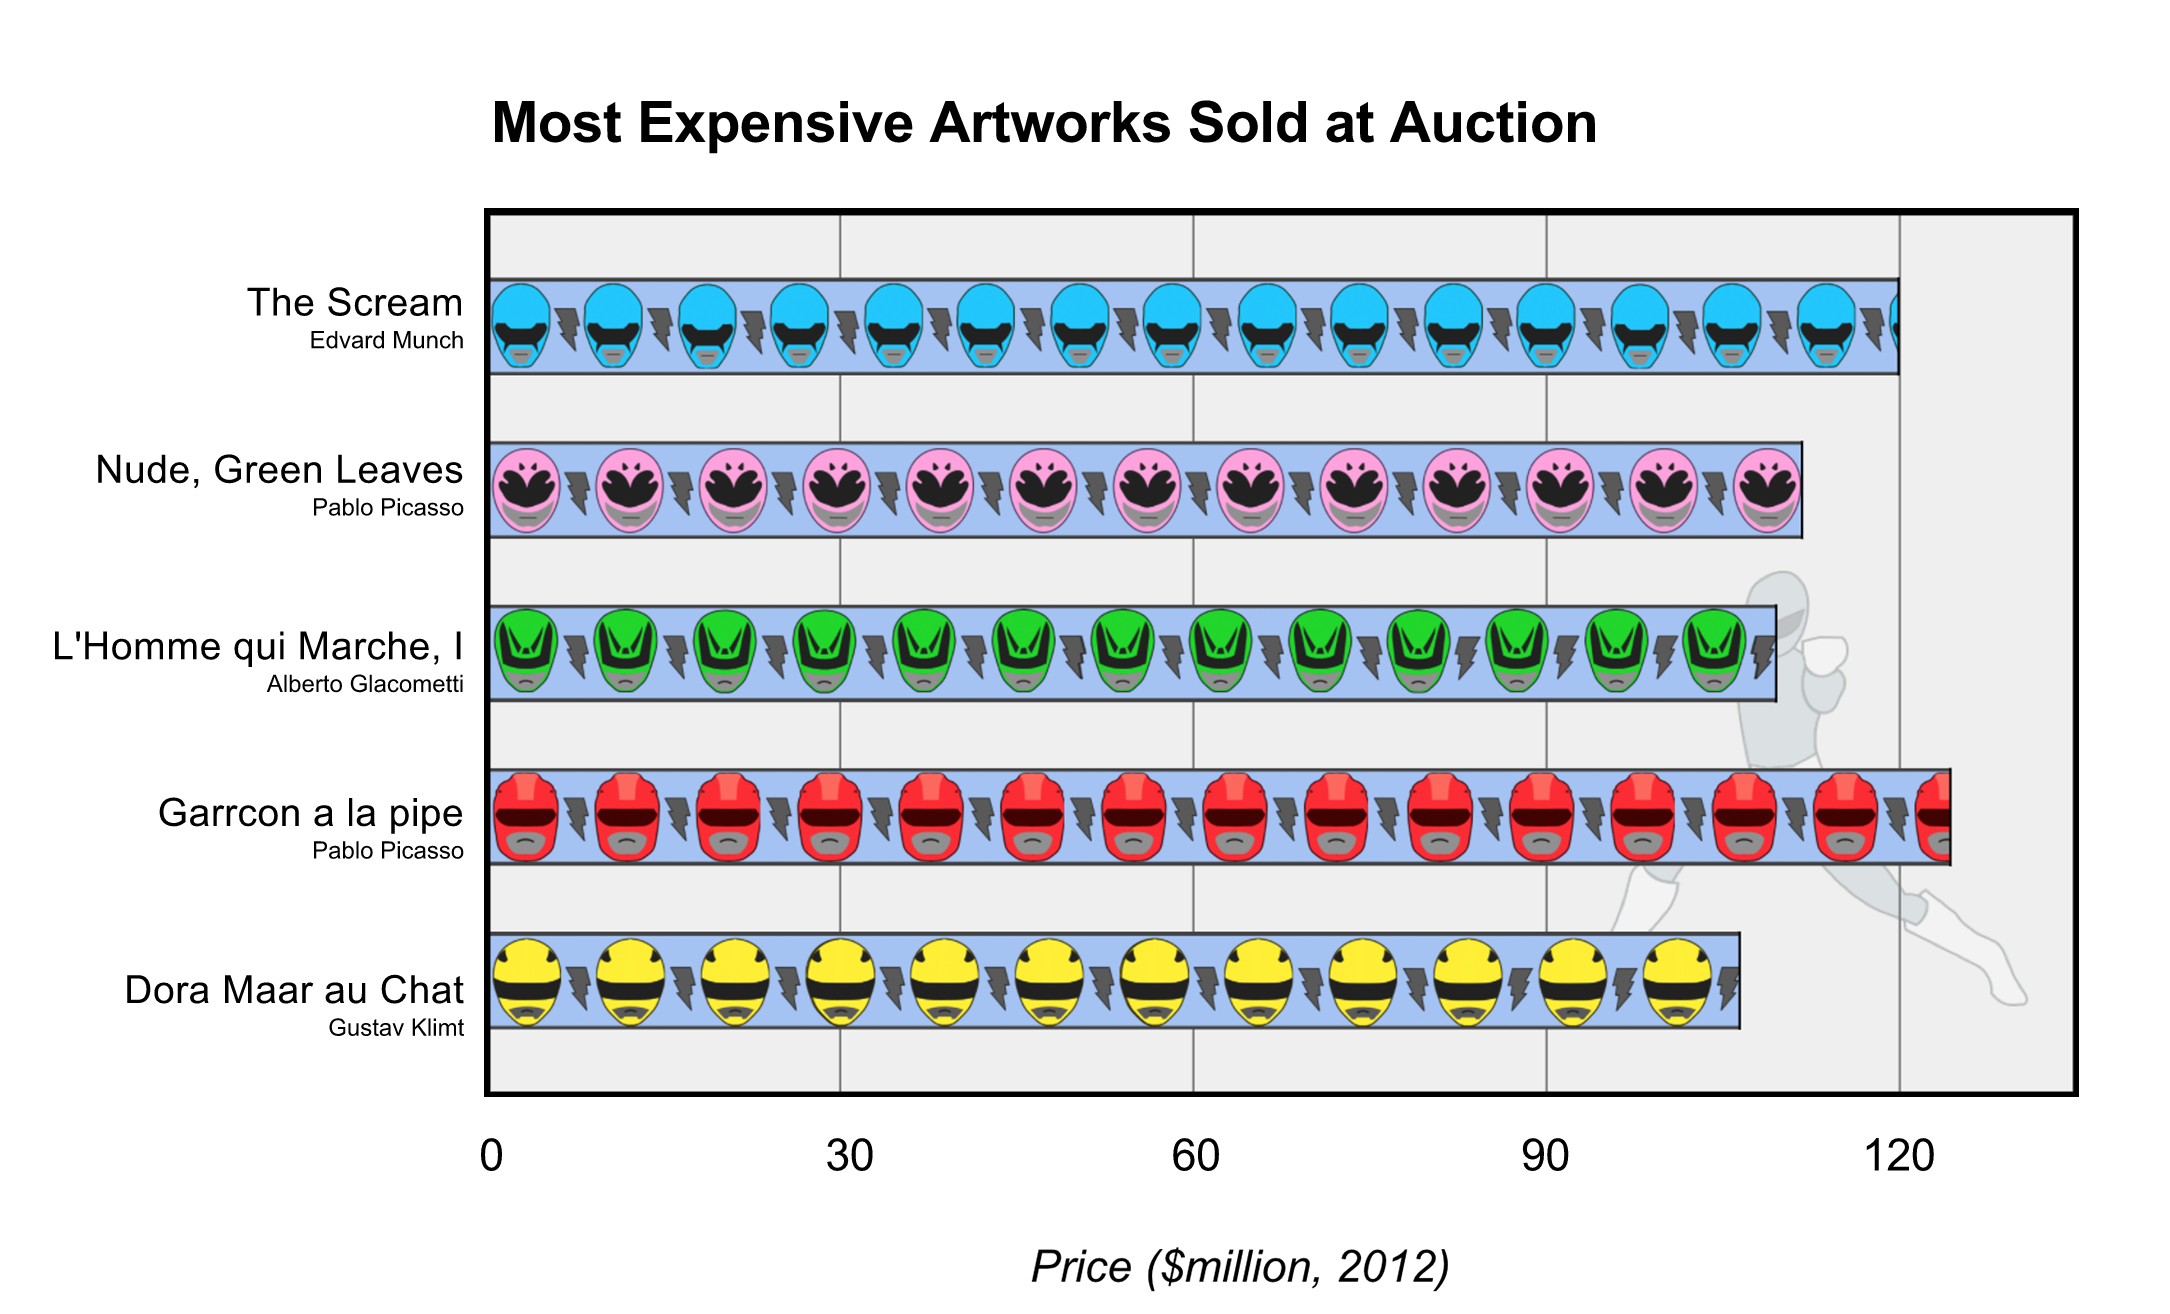 Most Expensive Artworks Sold at Auction
The Scream
Edvard Munch
Nude, Green Leaves
Pablo Picasso
L'Homme qui Marche, I
Alberto Glacometti
Garrcon a la pipe
Pablo Picasso
Dora Maar au Chat
Gustav Klimt
0 30 60 90 120
Price ($million, 2012)